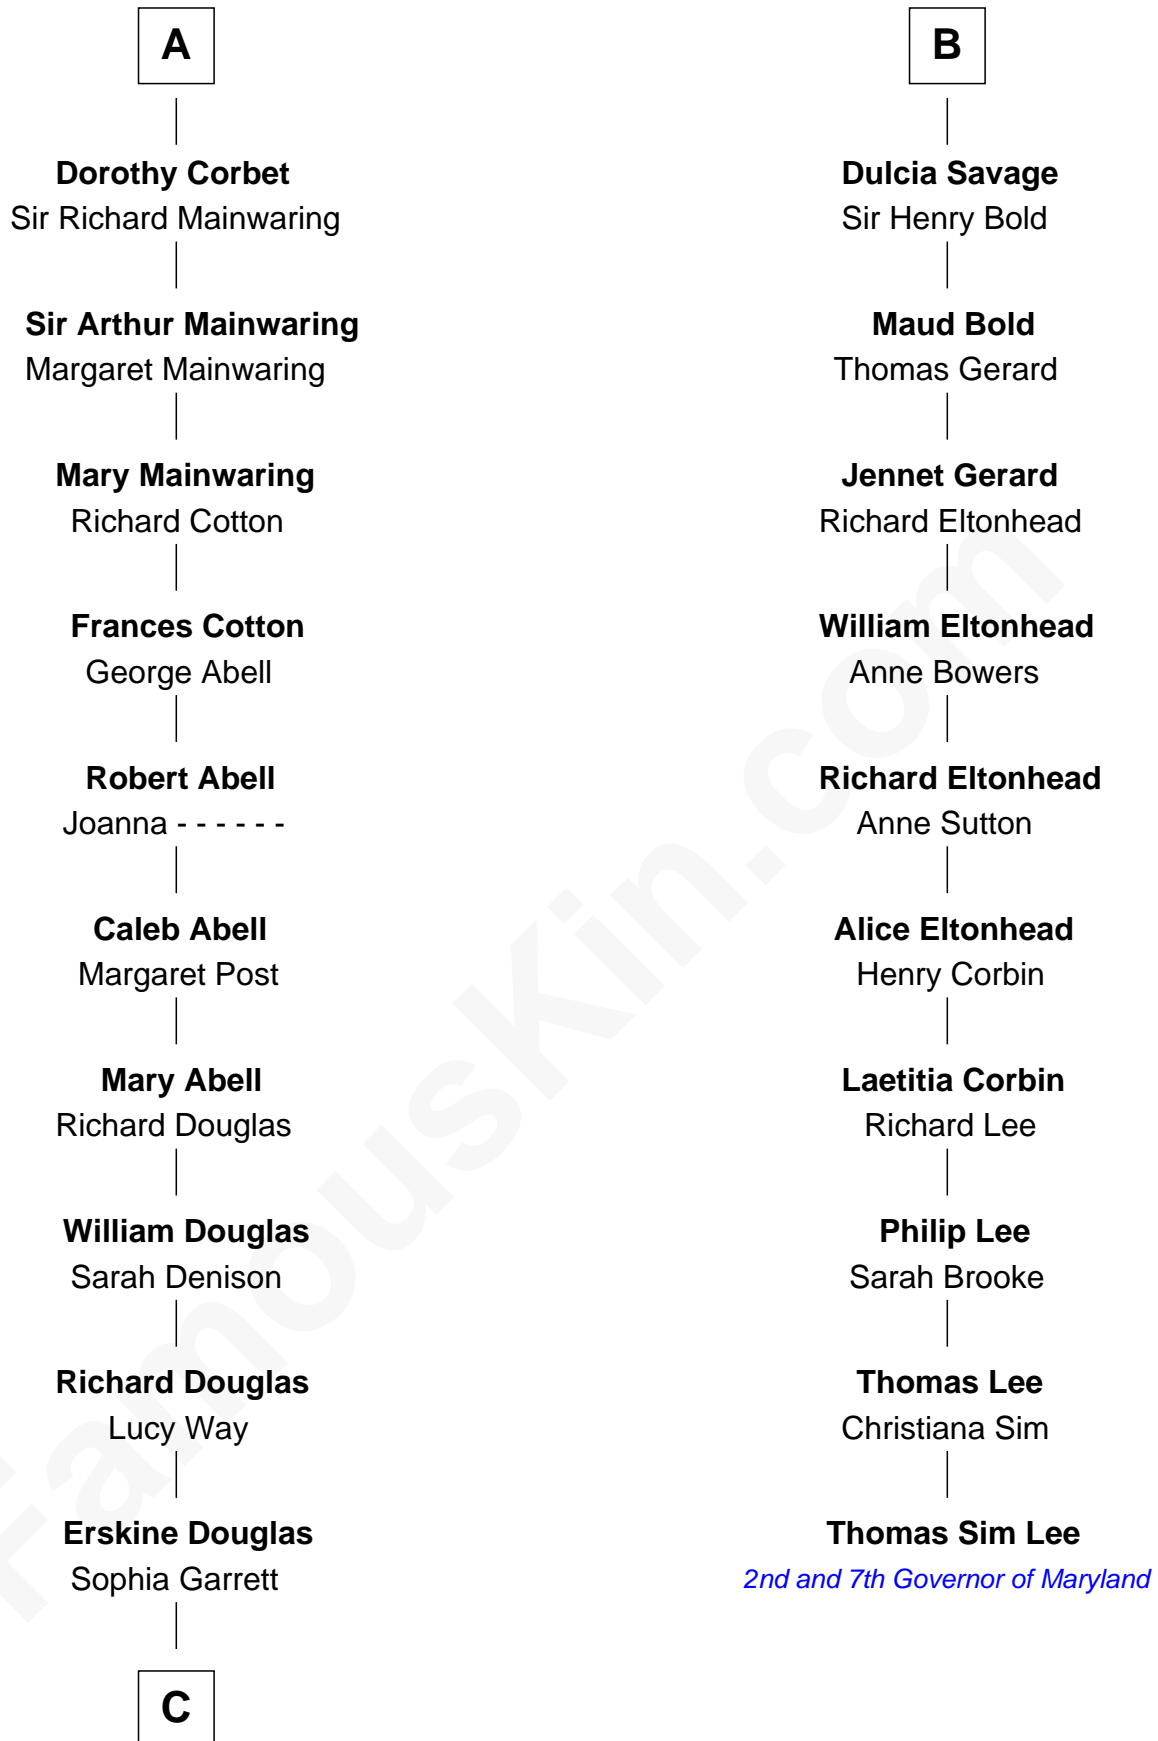 A
Dorothy Corbet
Sir Richard Mainwaring
Sir Arthur Mainwaring
Margaret Mainwaring
Mary Mainwaring
Richard Cotton
Frances Cotton
George Abell
Robert Abell
Joanna - - - - - -
Caleb Abell
Margaret Post
Mary Abell
Richard Douglas
William Douglas
Sarah Denison
Richard Douglas
Lucy Way
Erskine Douglas
Sophia Garrett
C
B
Dulcia Savage
Sir Henry Bold
Maud Bold
Thomas Gerard
Jennet Gerard
Richard Eltonhead
William Eltonhead
Anne Bowers
Richard Eltonhead
Anne Sutton
Alice Eltonhead
Henry Corbin
Laetitia Corbin
Richard Lee
Philip Lee
Sarah Brooke
Thomas Lee
Christiana Sim
Thomas Sim Lee
2nd and 7th Governor of Maryland
FamousKin.com